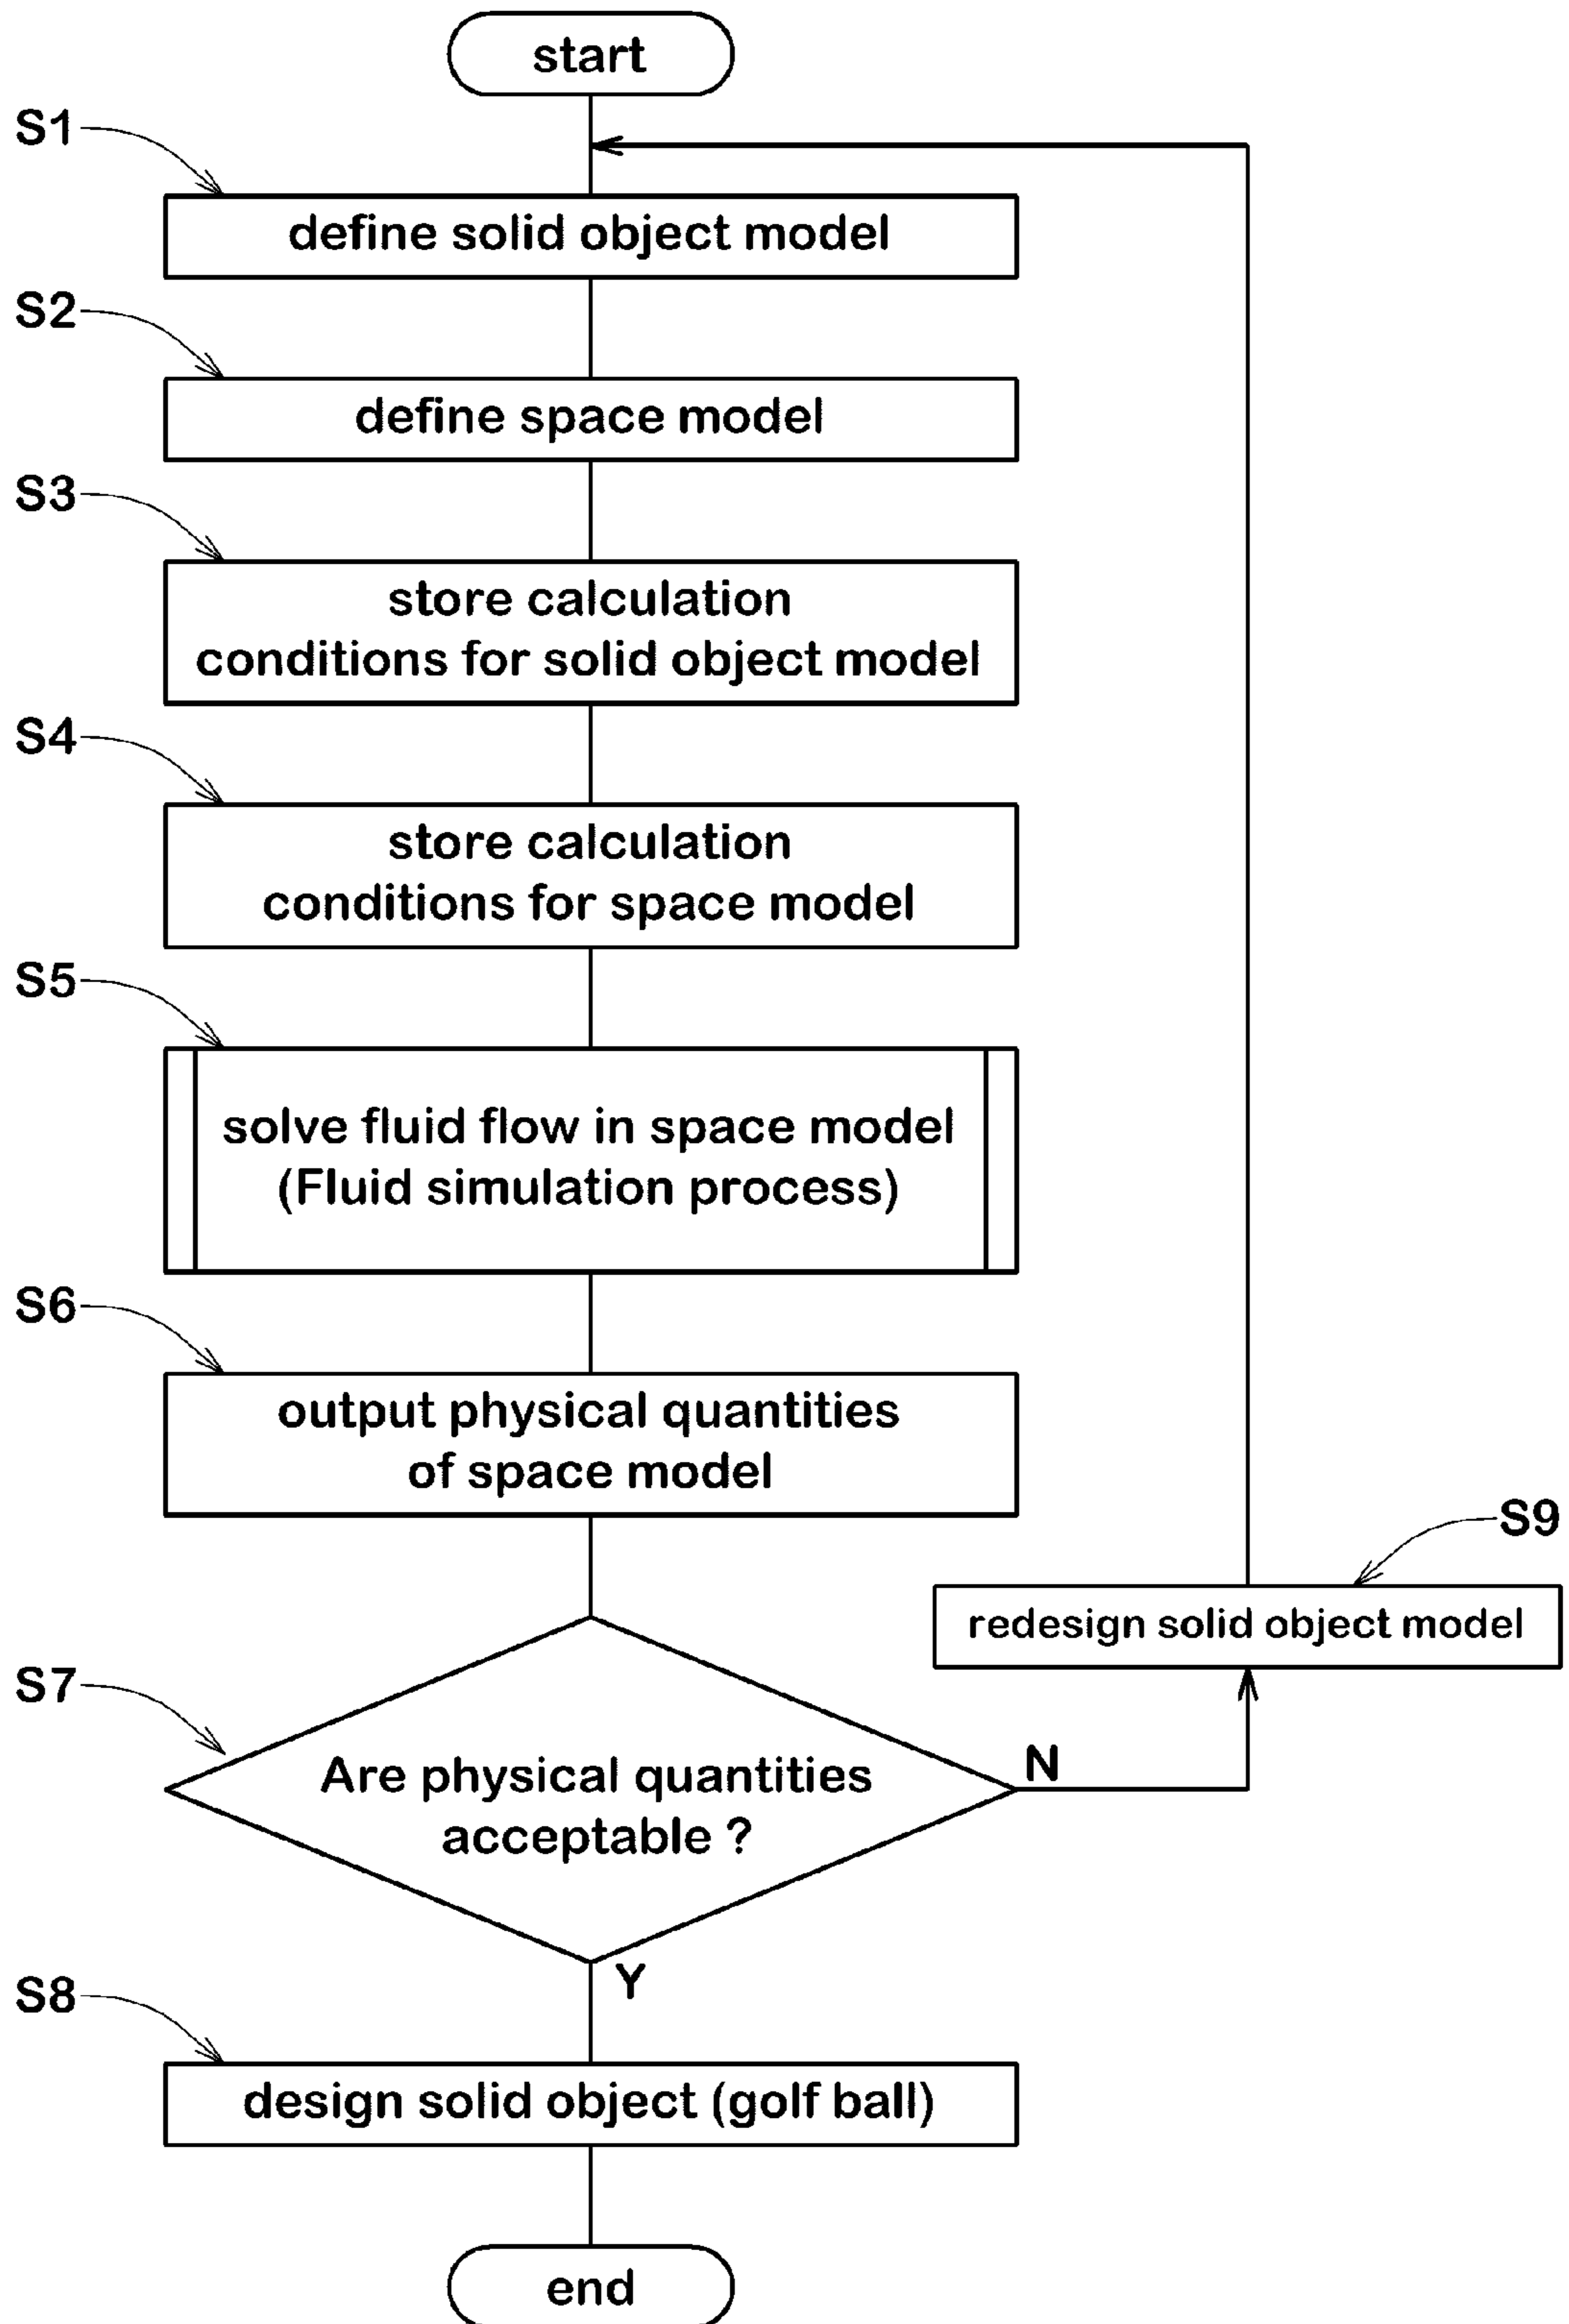 start
S1
define solid object model
S2
define space model
S3
store calculation
conditions for solid object model
S4
store calculation
conditions for space model
S5
solve fluid flow in space model
(Fluid simulation process)
S6
output physical quantities
of space model
S9
redesign solid object model
S7
Are physical quantities
acceptable ?
N
Y
S8
design solid object (golf ball)
end